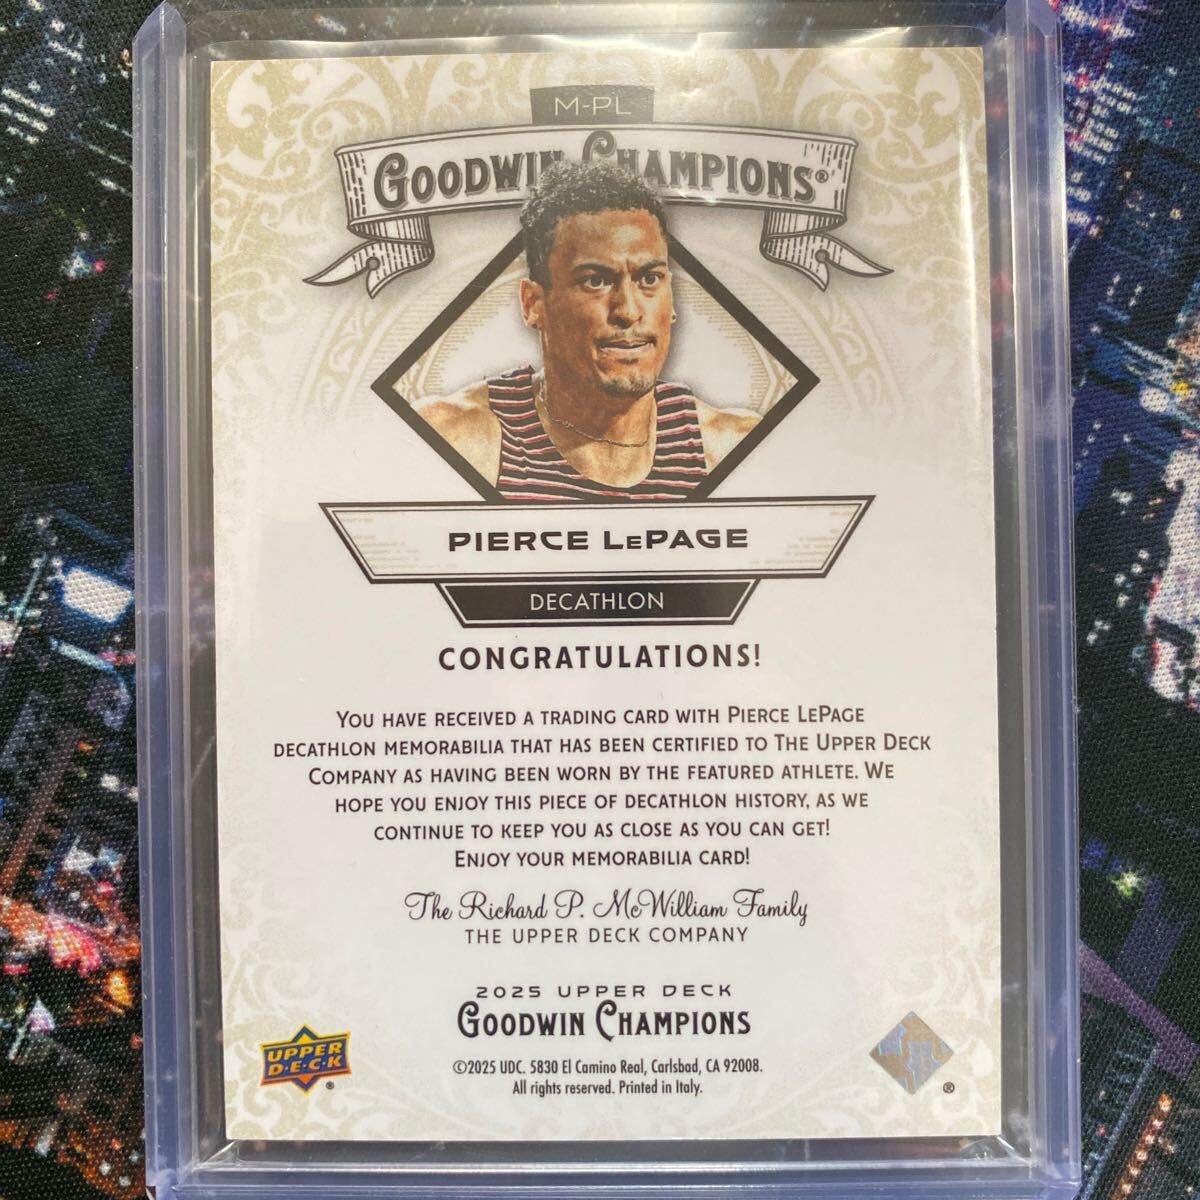 M-PL
GOODWIN CHAMPIONS®
PIERCE LEPAGE
DECATHLON
CONGRATULATIONS!
YOU HAVE RECEIVED A TRADING CARD WITH PIERCE LEPAGE
DECATHLON MEMORABILIA THAT HAS BEEN CERTIFIED TO THE UPPER DECK
COMPANY AS HAVING BEEN WORN BY THE FEATURED ATHLETE. WE
HOPE YOU ENJOY THIS PIECE OF DECATHLON HISTORY, AS WE
CONTINUE TO KEEP YOU AS CLOSE AS YOU CAN GET!
ENJOY YOUR MEMORABILIA CARD!
The Richard P. McWilliam Family
THE UPPER DECK COMPANY
2025 UPPER DECK
GOODWIN CHAMPIONS
©2025 UDC. 5830 El Camino Real, Carlsbad, CA 92008.
All rights reserved. Printed in Italy.
UPPER
D·E·C·K
®
®